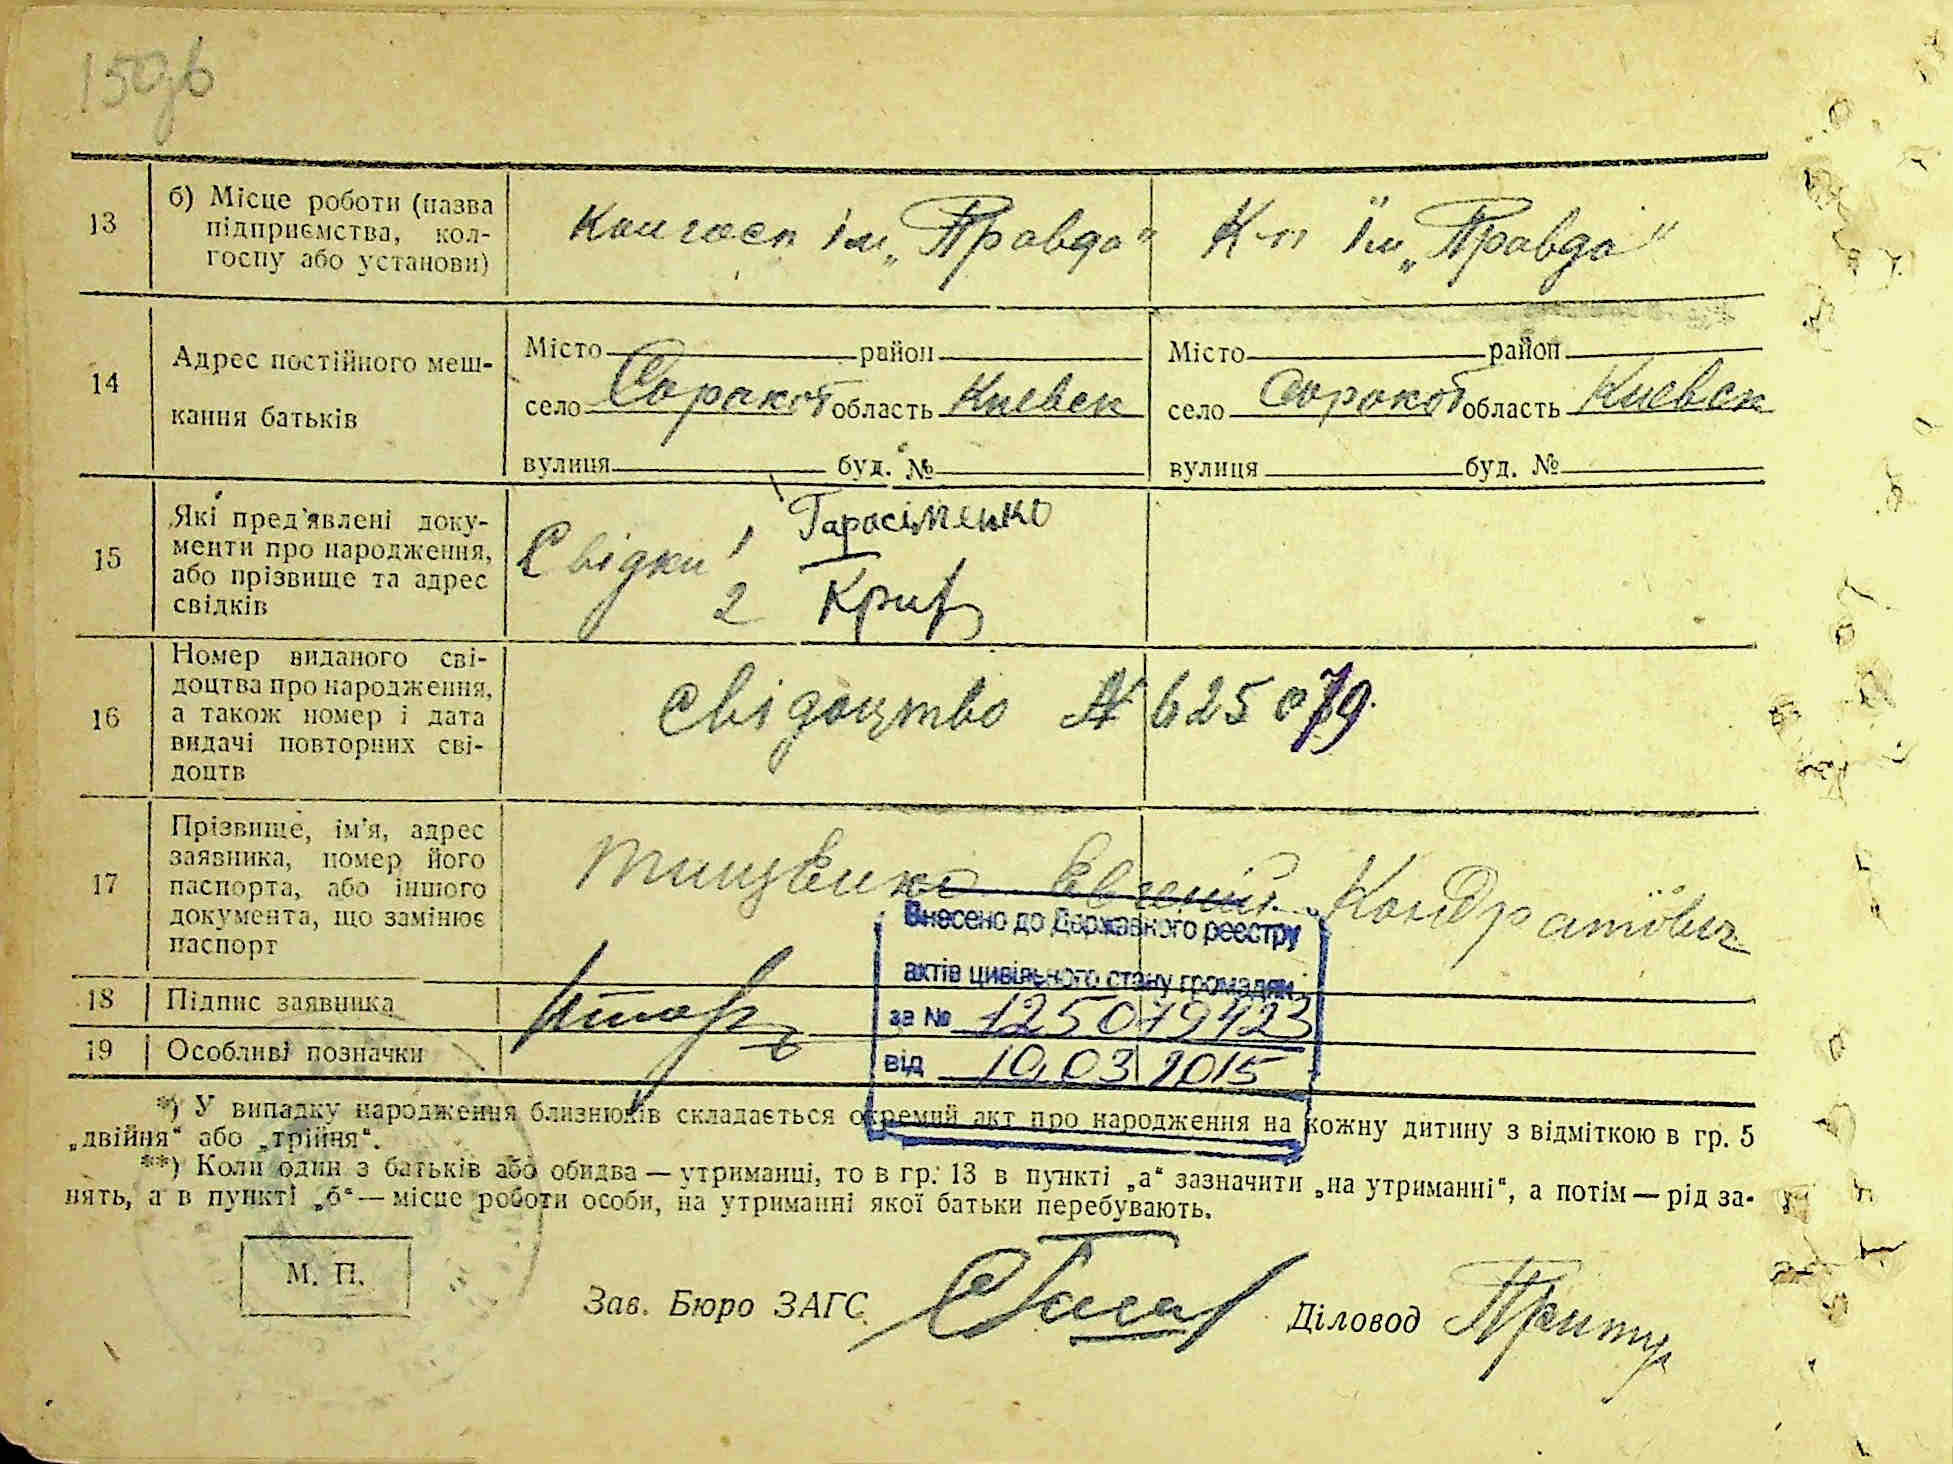 159б
13
б) Місце роботи (назва
підприємства, кол-
госпу або установи)
Колгосп ім „Правда“
К-п ім „Правда“
14
Адрес постійного меш-
кання батьків
Місто район
село Сорокот область Киевск
вулиця буд. №
Місто район
село Сорокот область Киевск
вулиця буд. №
15
Які пред'явлені доку-
менти про народження,
або прізвище та адрес
свідків
Свідки 1 Гарасіменко
2
16
Номер виданого сві-
доцтва про народження,
а також номер і дата
видачі повторних сві-
доцтв
Свідоцтво № 625079
17
Прізвище, ім'я, адрес
заявника, номер його
паспорта, або іншого
документа, що замінює
паспорт
Тищенко Евгений Кондратович
Внесено до Державного реєстру
актів цивільного стану громадян
за № 125079423
від 10.03 2015
18 Підпис заявника
19 Особливі позначки
*) У випадку народження близнюків складається окремий акт про народження на кожну дитину з відміткою в гр. 5
„двійня“ або „трійня“.
**) Коли один з батьків або обидва — утриманці, то в гр. 13 в пункті „а“ зазначити „на утриманні“, а потім — рід за-
нять, а в пункті „б“ — місце роботи особи, на утриманні якої батьки перебувають.
М. П.
Зав. Бюро ЗАГС
Діловод